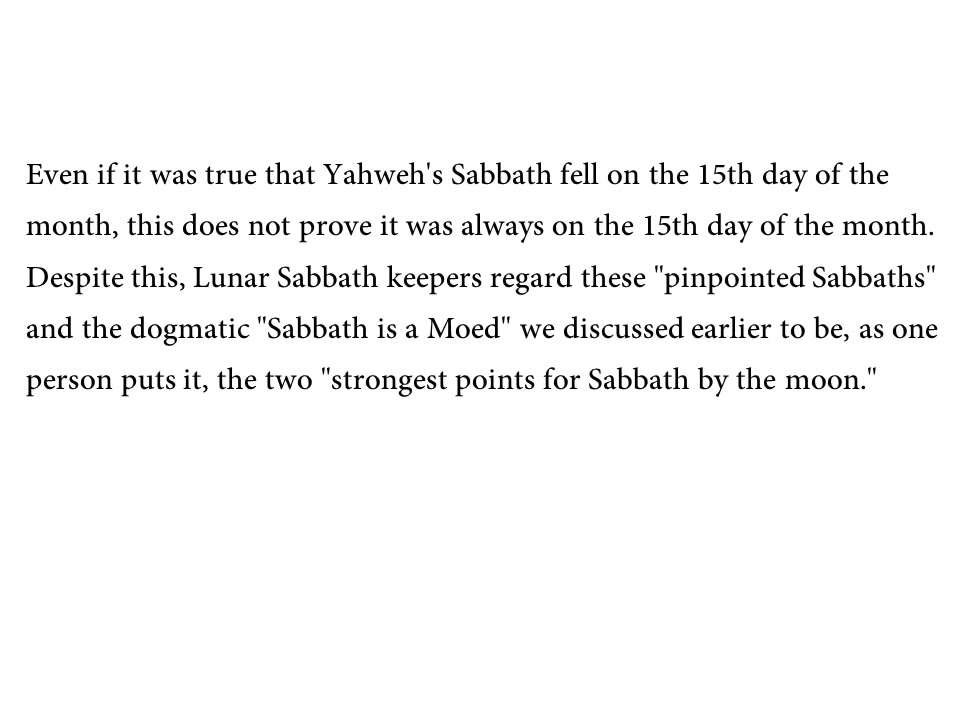 Even if it was true that Yahweh's Sabbath fell on the 15th day of the
month, this does not prove it was always on the 15th day of the month.
Despite this, Lunar Sabbath keepers regard these "pinpointed Sabbaths"
and the dogmatic "Sabbath is a Moed" we discussed earlier to be, as one
person puts it, the two "strongest points for Sabbath by the moon."